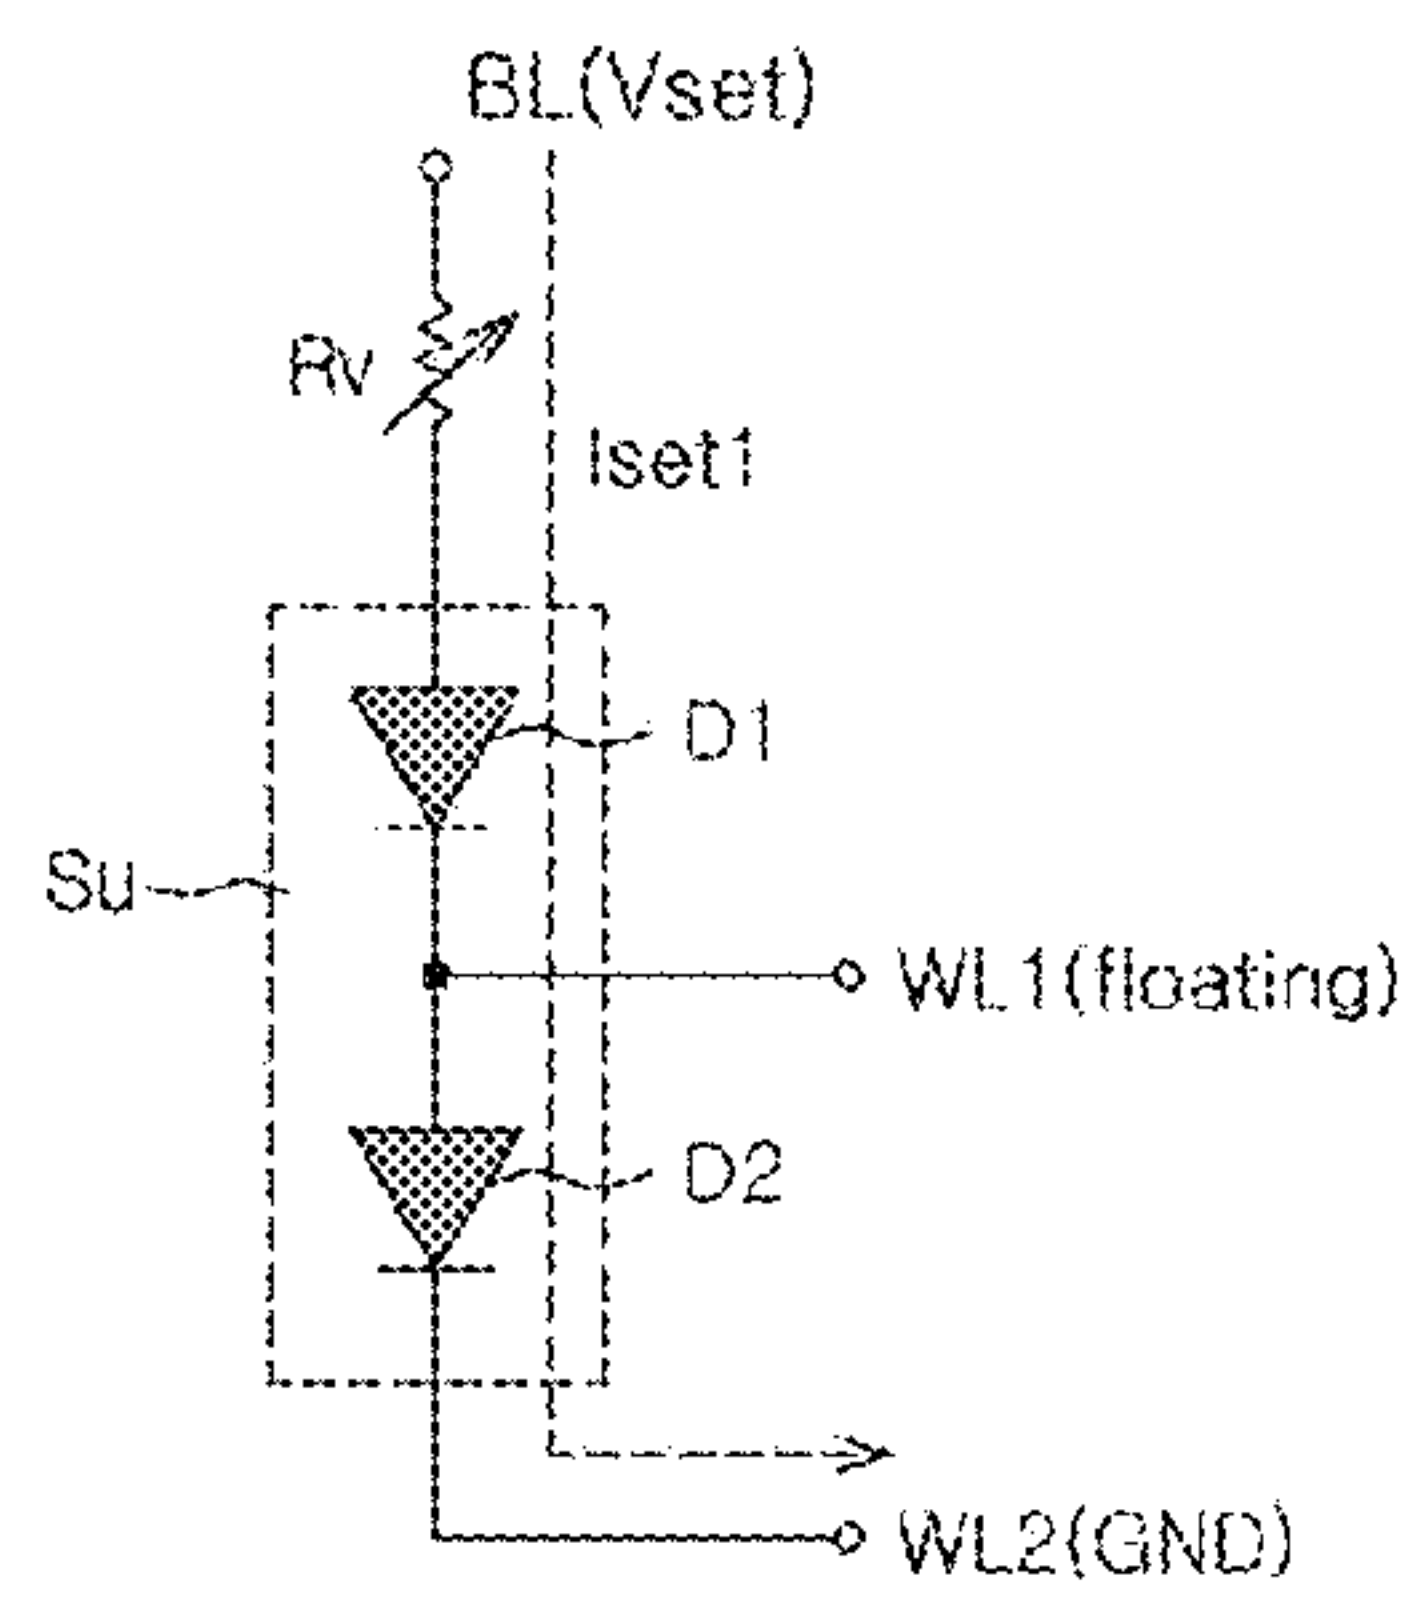 BL(Vset)
Rv
Iset1
D1
Su
WL1(floating)
D2
WL2(GND)